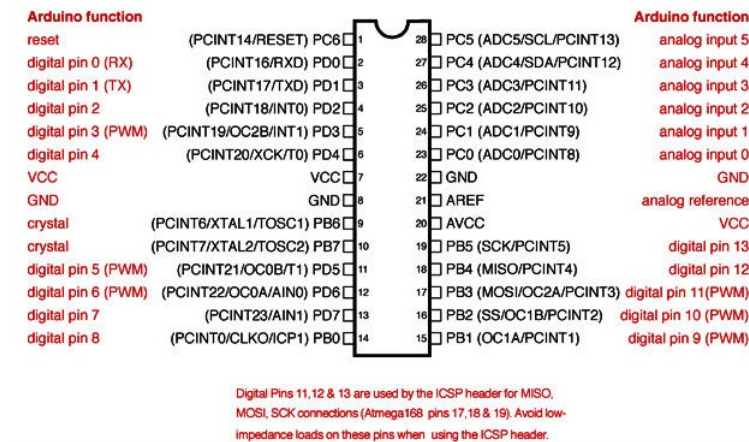 Arduino function Arduino function
reset (PCINT14/RESET) PC6 1 28 PC5 (ADC5/SCL/PCINT13) analog input 5
digital pin 0 (RX) (PCINT16/RXD) PD0 2 27 PC4 (ADC4/SDA/PCINT12) analog input 4
digital pin 1 (TX) (PCINT17/TXD) PD1 3 26 PC3 (ADC3/PCINT11) analog input 3
digital pin 2 (PCINT18/INT0) PD2 4 25 PC2 (ADC2/PCINT10) analog input 2
digital pin 3 (PWM) (PCINT19/OC2B/INT1) PD3 5 24 PC1 (ADC1/PCINT9) analog input 1
digital pin 4 (PCINT20/XCK/T0) PD4 6 23 PC0 (ADC0/PCINT8) analog input 0
VCC VCC 7 22 GND GND
GND GND 8 21 AREF analog reference
crystal (PCINT6/XTAL1/TOSC1) PB6 9 20 AVCC VCC
crystal (PCINT7/XTAL2/TOSC2) PB7 10 19 PB5 (SCK/PCINT5) digital pin 13
digital pin 5 (PWM) (PCINT21/OC0B/T1) PD5 11 18 PB4 (MISO/PCINT4) digital pin 12
digital pin 6 (PWM) (PCINT22/OC0A/AIN0) PD6 12 17 PB3 (MOSI/OC2A/PCINT3) digital pin 11(PWM)
digital pin 7 (PCINT23/AIN1) PD7 13 16 PB2 (SS/OC1B/PCINT2) digital pin 10 (PWM)
digital pin 8 (PCINT0/CLKO/ICP1) PB0 14 15 PB1 (OC1A/PCINT1) digital pin 9 (PWM)
Digital Pins 11,12 & 13 are used by the ICSP header for MISO,
MOSI, SCK connections (Atmega168 pins 17,18 & 19). Avoid low-
impedance loads on these pins when using the ICSP header.